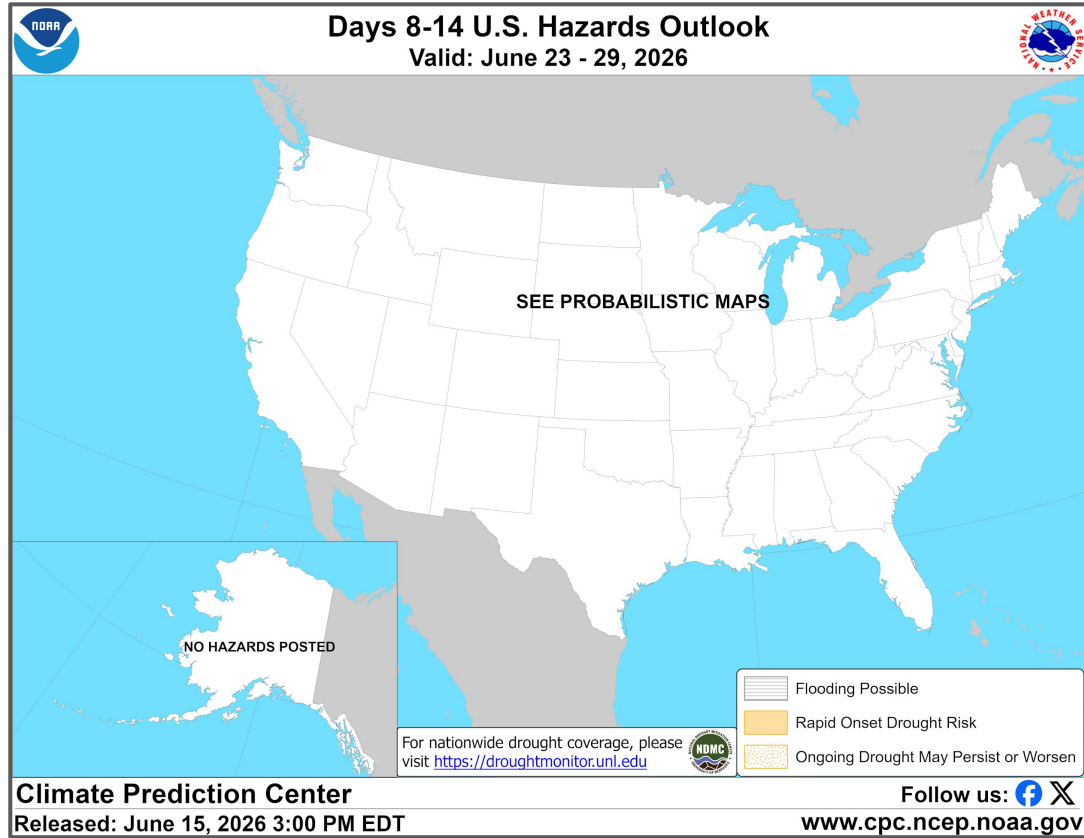 NOAA
Days 8-14 U.S. Hazards Outlook
Valid: June 23 - 29, 2026
NATIONAL WEATHER SERVICE
SEE PROBABILISTIC MAPS
NO HAZARDS POSTED
Flooding Possible
Rapid Onset Drought Risk
Ongoing Drought May Persist or Worsen
For nationwide drought coverage, please
visit https://droughtmonitor.unl.edu
NDMC
Climate Prediction Center
Released: June 15, 2026 3:00 PM EDT
Follow us:
www.cpc.ncep.noaa.gov